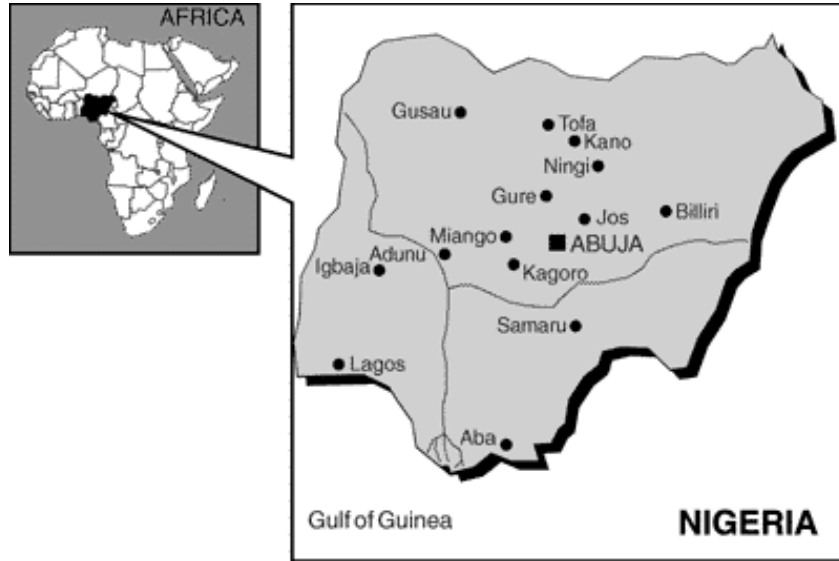 AFRICA
Gusau
Tofa
Kano
Ningi
Gure
Jos
Billiri
Miango
ABUJA
Adunu
Igbaja
Kagoro
Samaru
Lagos
Aba
Gulf of Guinea
NIGERIA